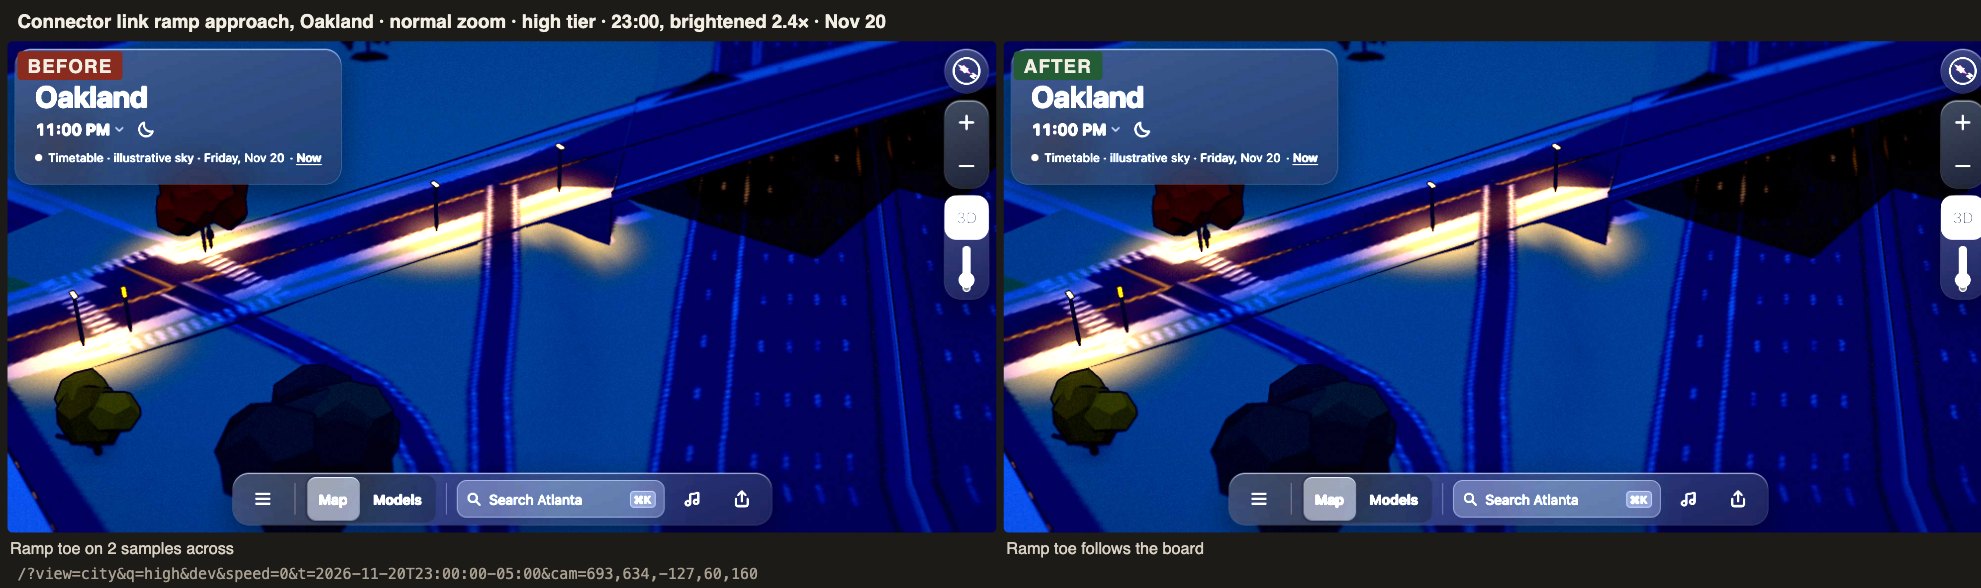 Connector link ramp approach, Oakland · normal zoom · high tier · 23:00, brightened 2.4× · Nov 20
BEFORE
Oakland
11:00 PM
Timetable · illustrative sky · Friday, Nov 20 · Now
+
−
3D
Map
Models
Search Atlanta
⌘K
AFTER
Oakland
11:00 PM
Timetable · illustrative sky · Friday, Nov 20 · Now
+
−
3D
Map
Models
Search Atlanta
⌘K
Ramp toe on 2 samples across
Ramp toe follows the board
/?view=city&q=high&dev&speed=0&t=2026-11-20T23:00:00-05:00&cam=693,634,-127,60,160